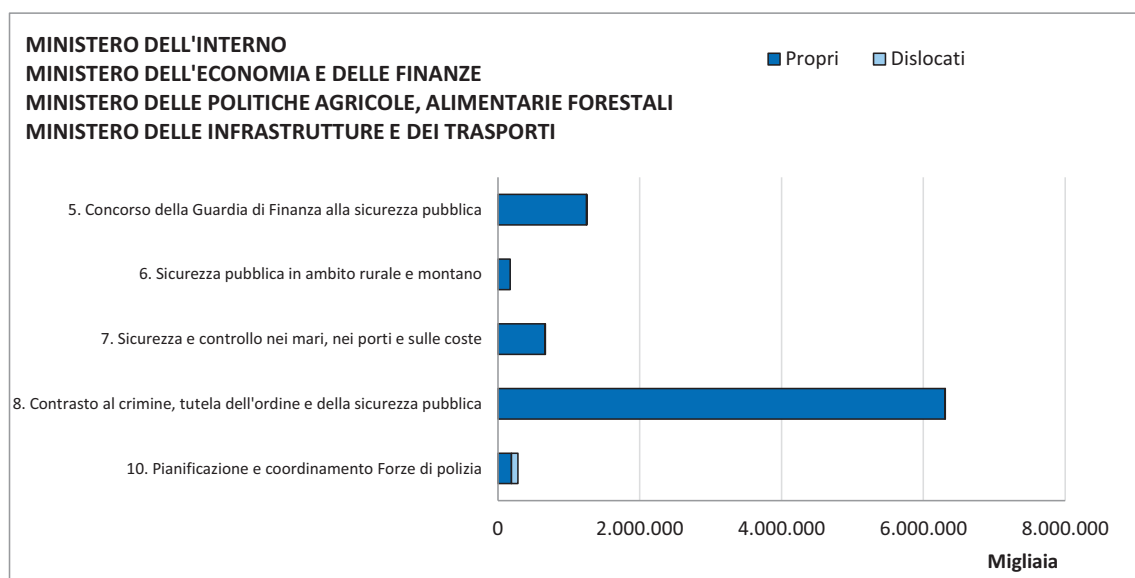 MINISTERO DELL'INTERNO
MINISTERO DELL'ECONOMIA E DELLE FINANZE
MINISTERO DELLE POLITICHE AGRICOLE, ALIMENTARIE FORESTALI
MINISTERO DELLE INFRASTRUTTURE E DEI TRASPORTI
Propri Dislocati
5. Concorso della Guardia di Finanza alla sicurezza pubblica
6. Sicurezza pubblica in ambito rurale e montano
7. Sicurezza e controllo nei mari, nei porti e sulle coste
8. Contrasto al crimine, tutela dell'ordine e della sicurezza pubblica
10. Pianificazione e coordinamento Forze di polizia
0 2.000.000 4.000.000 6.000.000 8.000.000
Migliaia